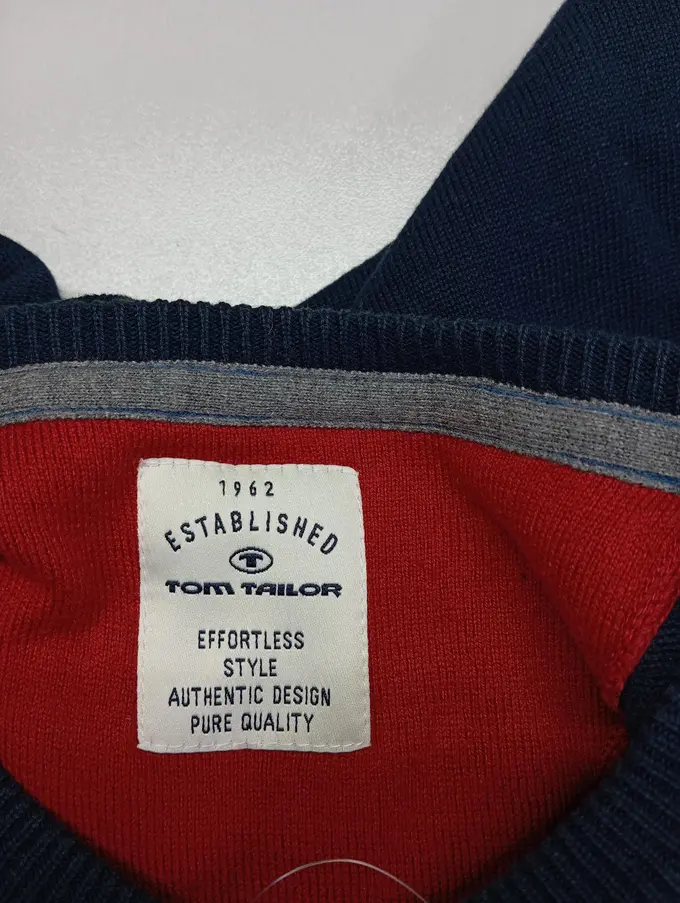 1962
ESTABLISHED
T
TOM TAILOR
EFFORTLESS
STYLE
AUTHENTIC DESIGN
PURE QUALITY